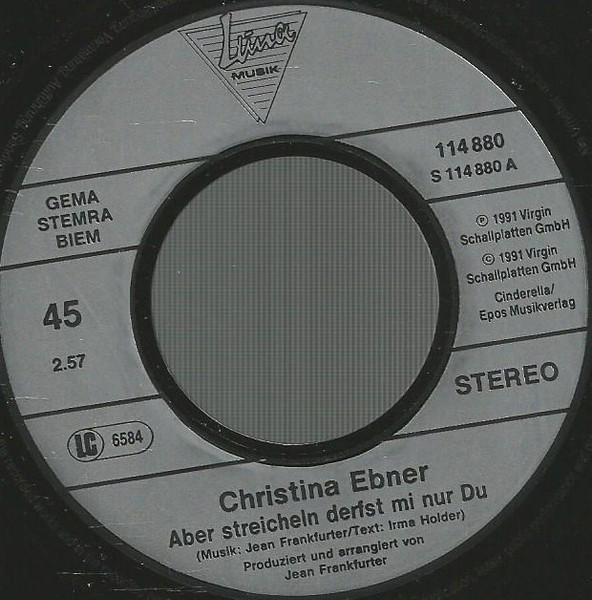 Luna
MUSIK
114 880
S 114 880 A
GEMA
STEMRA
BIEM
℗ 1991 Virgin
Schallplatten GmbH
© 1991 Virgin
Schallplatten GmbH
Cinderella/
Epos Musikverlag
45
2.57
STEREO
LC 6584
Christina Ebner
Aber streicheln derfst mi nur Du
(Musik: Jean Frankfurter/Text: Irma Holder)
Produziert und arrangiert von
Jean Frankfurter